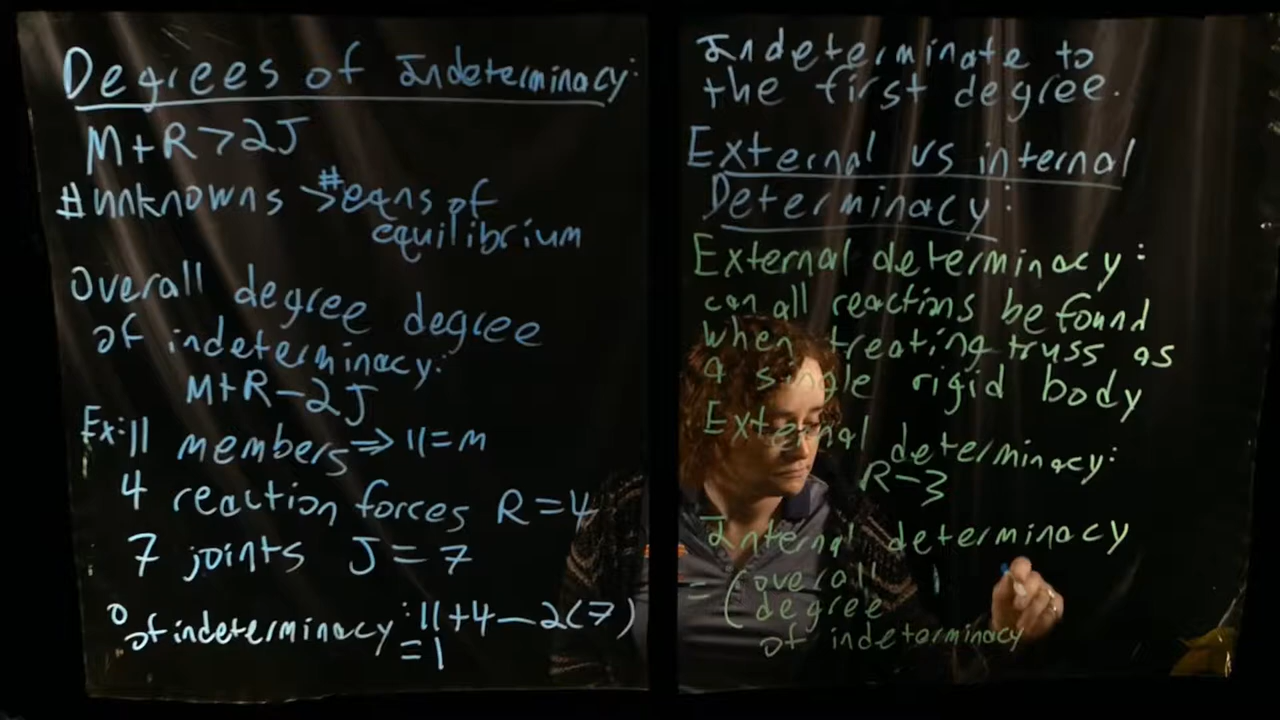 Degrees of Indeterminacy:
M+R>2J
#unknowns > #eqns of
equilibrium
Overall degree degree
of indeterminacy:
M+R-2J
Ex: 11 members ⇒ 11=m
4 reaction forces R=4
7 joints J=7
° of indeterminacy: 11+4-2(7)
=1
Indeterminate to
the first degree.
External vs internal
Determinacy:
External determinacy:
can all reactions be found
when treating truss as
a single rigid body
External determinacy:
R-3
Internal determinacy
= (overall
degree
of indeterminacy